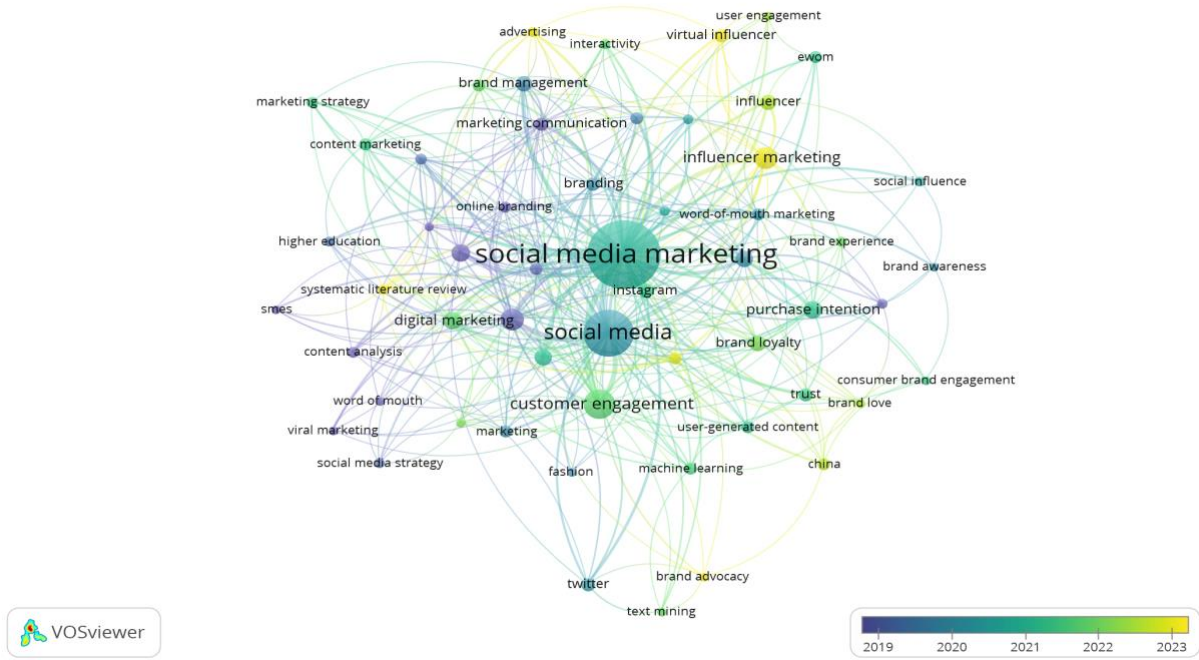 user engagement
advertising
virtual influencer
interactivity
ewom
brand management
marketing strategy
influencer
marketing communication
content marketing
influencer marketing
branding
social influence
online branding
word-of-mouth marketing
higher education
brand experience
social media marketing
brand awareness
systematic literature review
instagram
smes
purchase intention
digital marketing
social media
brand loyalty
content analysis
consumer brand engagement
trust
word of mouth
customer engagement
brand love
viral marketing
marketing
user-generated content
social media strategy
fashion
machine learning
china
twitter
brand advocacy
text mining
VOSviewer
2019 2020 2021 2022 2023